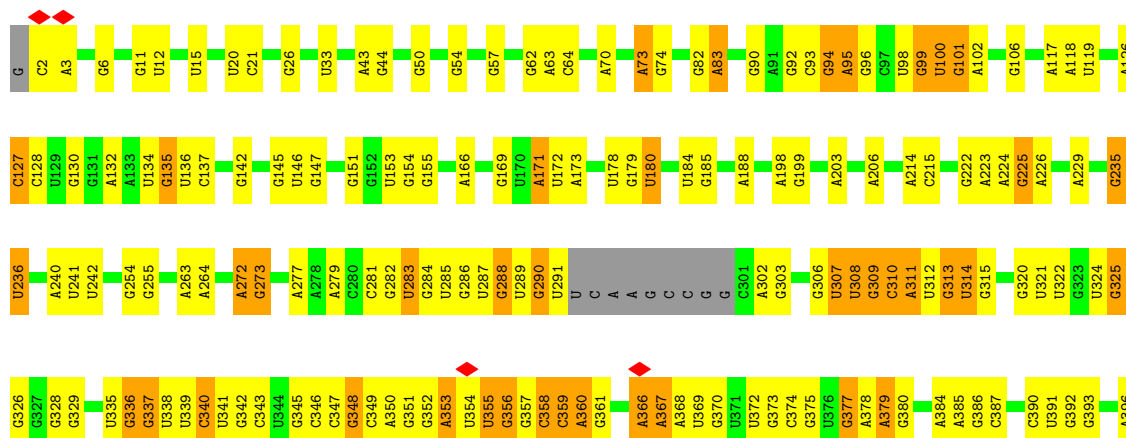 G C2 A3 G6 G11 U12 U15 U20 C21 G26 U33 A43 G44 G50 G54 G57 G62 A63 C64 A70 A73 G74 G82 A83 G90 A91 G92 C93 G94 A95 G96 C97 U98 G99 U100 G101 A102 G106 A117 A118 U119 A126
C127 C128 U129 G130 G131 A132 A133 U134 G135 U136 C137 G142 G145 U146 G147 G151 G152 U153 G154 G155 A166 G169 U170 A171 U172 A173 U178 G179 U180 U184 G185 A188 A198 G199 A203 A206 A214 C215 G222 A223 A224 G225 A226 A229 G235
U236 A240 U241 U242 G254 G255 A263 A264 A272 G273 A277 A278 A279 C280 C281 G282 U283 G284 U285 G286 U287 G288 U289 G290 U291 U C A A G C C G G C301 A302 G303 G306 U307 U308 G309 C310 A311 U312 G313 U314 G315 G320 U321 U322 G323 U324 G325
G326 G327 G328 G329 U335 G336 G337 U338 U339 C340 U341 G342 C343 U344 G345 C346 C347 G348 C349 A350 G351 G352 A353 U354 U355 G356 G357 C358 C359 A360 G361 A366 A367 A368 U369 G370 U371 U372 G373 C374 G375 U376 G377 A378 A379 G380 A384 A385 G386 C387 C390 U391 G392 G393 A396